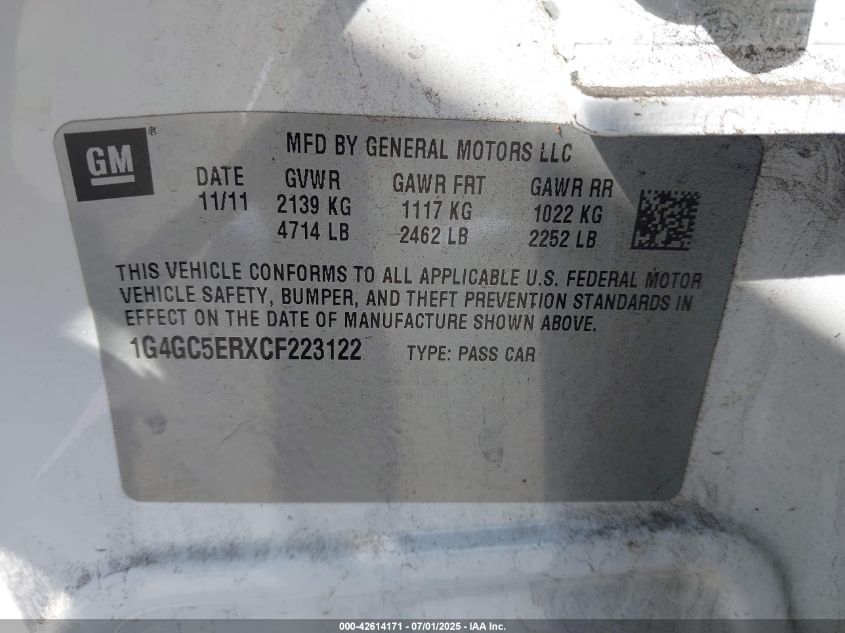 GM®
MFD BY GENERAL MOTORS LLC
DATE GVWR GAWR FRT GAWR RR
11/11 2139 KG 1117 KG 1022 KG
4714 LB 2462 LB 2252 LB
THIS VEHICLE CONFORMS TO ALL APPLICABLE U.S. FEDERAL MOTOR
VEHICLE SAFETY, BUMPER, AND THEFT PREVENTION STANDARDS IN
EFFECT ON THE DATE OF MANUFACTURE SHOWN ABOVE.
1G4GC5ERXCF223122 TYPE: PASS CAR
000-42614171 - 07/01/2025 - IAA Inc.